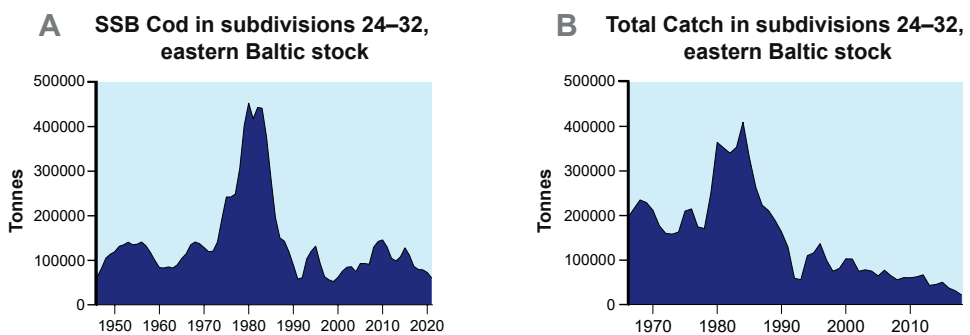 A
SSB Cod in subdivisions 24–32,
eastern Baltic stock
Tonnes
500000
400000
300000
200000
100000
0
1950 1960 1970 1980 1990 2000 2010 2020
B
Total Catch in subdivisions 24–32,
eastern Baltic stock
Tonnes
500000
400000
300000
200000
100000
0
1970 1980 1990 2000 2010